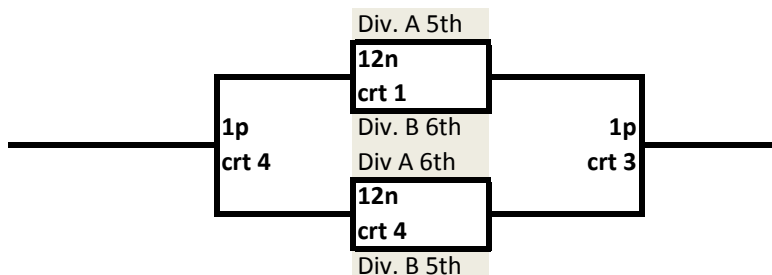 Div. A 5th
12n
crt 1
Div. B 6th
1p
crt 4
Div A 6th
1p
crt 3
12n
crt 4
Div. B 5th